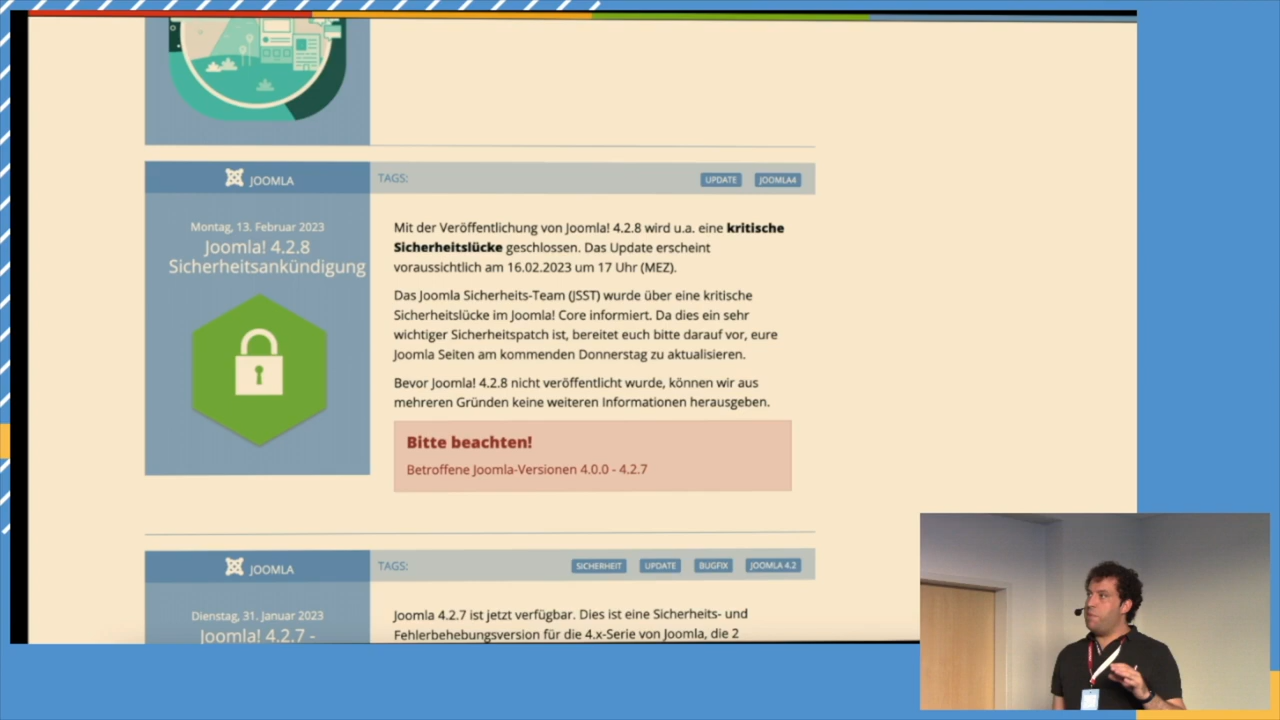 JOOMLA
TAGS:
UPDATE
JOOMLA4
Montag, 13. Februar 2023
Joomla! 4.2.8
Sicherheitsankündigung
Mit der Veröffentlichung von Joomla! 4.2.8 wird u.a. eine kritische
Sicherheitslücke geschlossen. Das Update erscheint
voraussichtlich am 16.02.2023 um 17 Uhr (MEZ).
Das Joomla Sicherheits-Team (JSST) wurde über eine kritische
Sicherheitslücke im Joomla! Core informiert. Da dies ein sehr
wichtiger Sicherheitspatch ist, bereitet euch bitte darauf vor, eure
Joomla Seiten am kommenden Donnerstag zu aktualisieren.
Bevor Joomla! 4.2.8 nicht veröffentlicht wurde, können wir aus
mehreren Gründen keine weiteren Informationen herausgeben.
Bitte beachten!
Betroffene Joomla-Versionen 4.0.0 - 4.2.7
JOOMLA
TAGS:
SICHERHEIT
UPDATE
BUGFIX
JOOMLA 4.2
Dienstag, 31. Januar 2023
Joomla! 4.2.7 -
Joomla 4.2.7 ist jetzt verfügbar. Dies ist eine Sicherheits- und
Fehlerbehebungsversion für die 4.x-Serie von Joomla, die 2